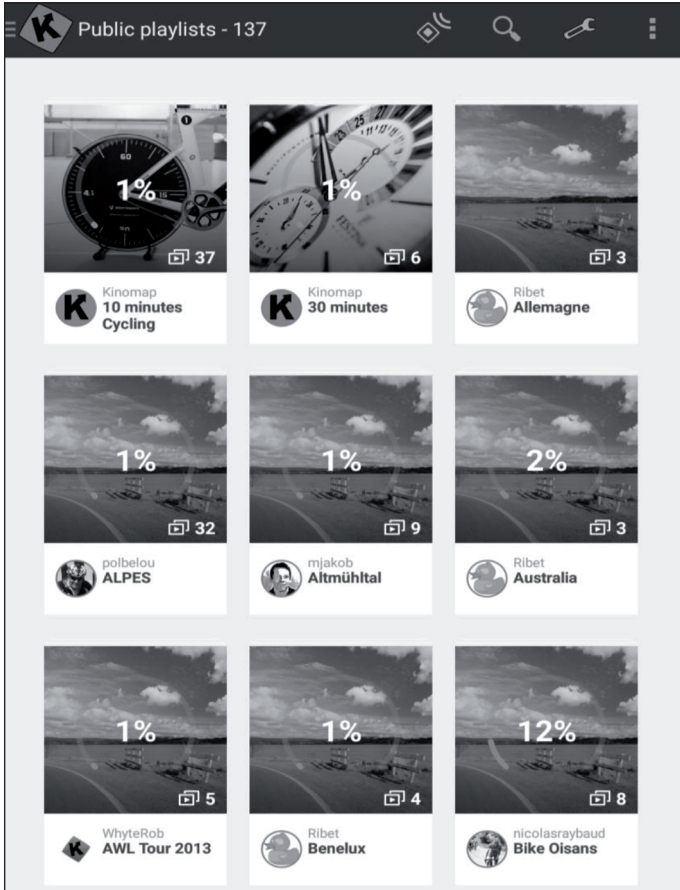 Public playlists - 137
1%
37
Kinomap
10 minutes
Cycling
1%
6
Kinomap
30 minutes
3
Ribet
Allemagne
1%
32
polbelou
ALPES
1%
9
mjakob
Altmühltal
2%
3
Ribet
Australia
1%
5
WhyteRob
AWL Tour 2013
1%
4
Ribet
Benelux
12%
8
nicolasraybaud
Bike Oisans